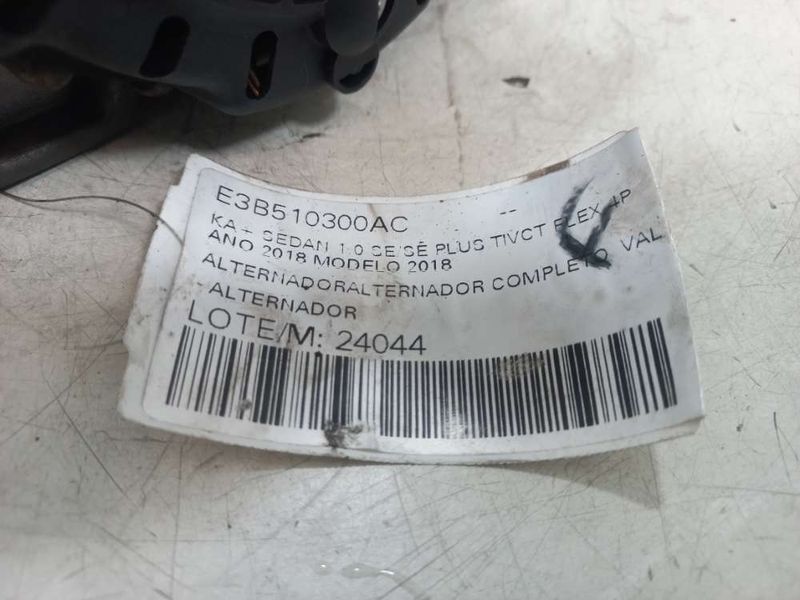 E3B510300AC --
KA + SEDAN 1.0 SE/SE PLUS TIVCT FLEX 4P
ANO 2018 MODELO 2018
ALTERNADORALTERNADOR COMPLETO VAL
- ALTERNADOR
LOTE/M: 24044